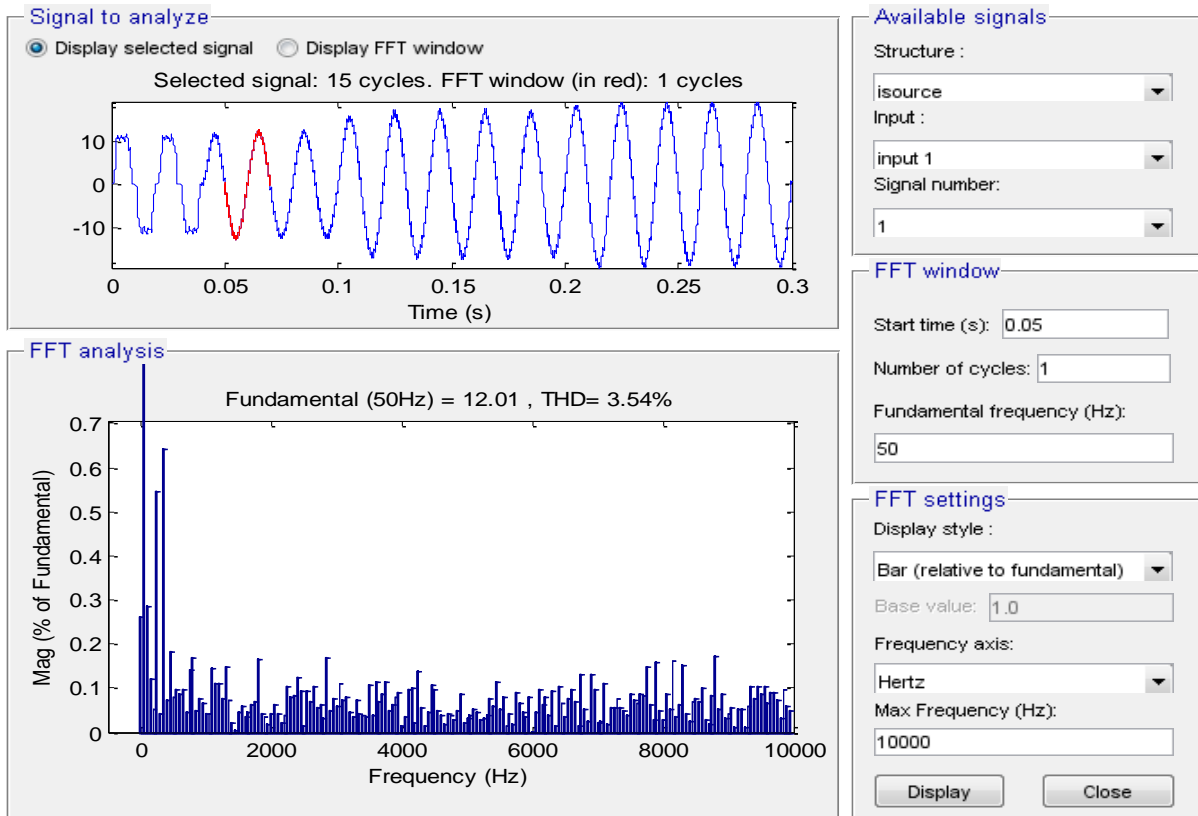 Signal to analyze
Display selected signal Display FFT window
Selected signal: 15 cycles. FFT window (in red): 1 cycles
10
0
-10
0 0.05 0.1 0.15 0.2 0.25 0.3
Time (s)
FFT analysis
Fundamental (50Hz) = 12.01 , THD= 3.54%
0.7
0.6
0.5
0.4
0.3
0.2
0.1
0
Mag (% of Fundamental)
0 2000 4000 6000 8000 10000
Frequency (Hz)
Available signals
Structure :
isource
Input :
input 1
Signal number:
1
FFT window
Start time (s): 0.05
Number of cycles: 1
Fundamental frequency (Hz):
50
FFT settings
Display style :
Bar (relative to fundamental)
Base value: 1.0
Frequency axis:
Hertz
Max Frequency (Hz):
10000
Display Close